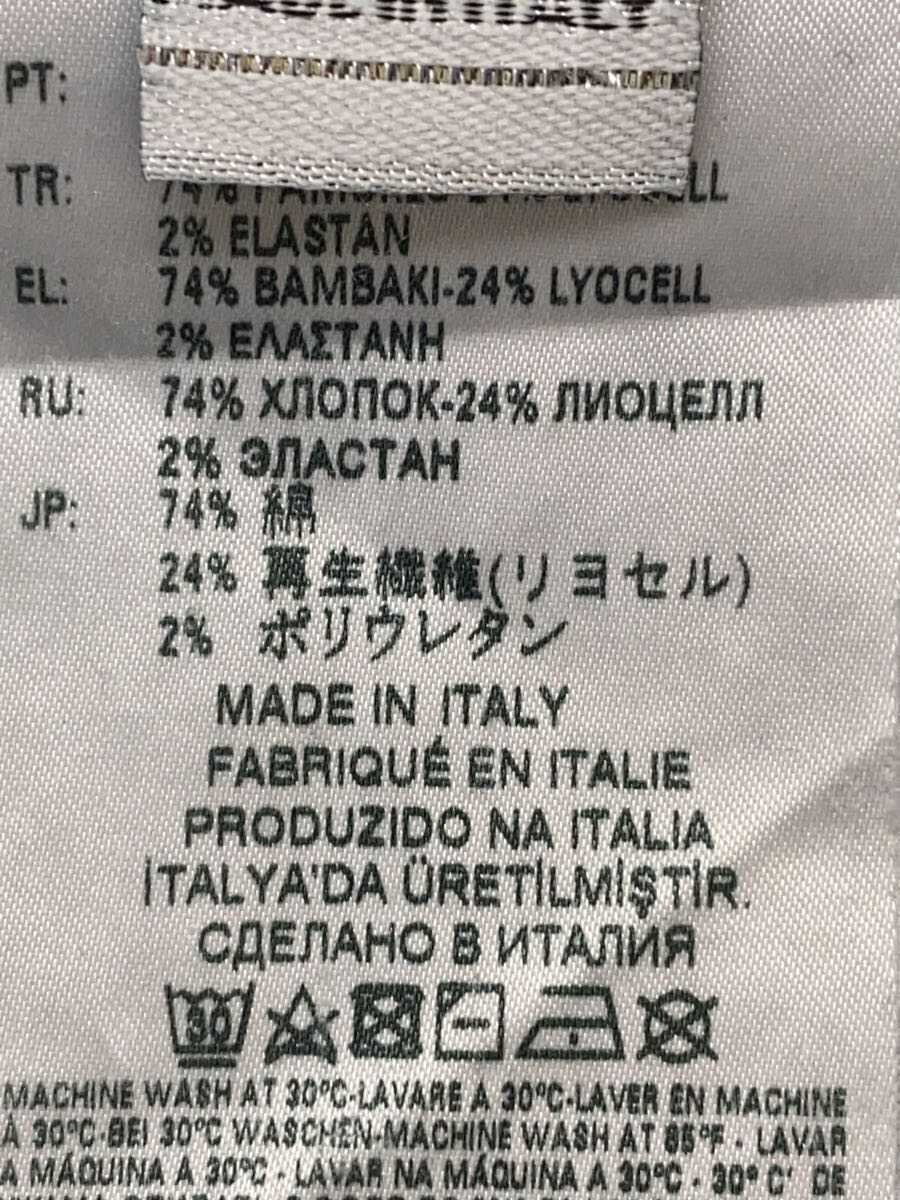 PT:
TR:
LL
2% ELASTAN
EL: 74% BAMBAKI-24% LYOCELL
2% ΕΛΑΣΤΑΝΗ
RU: 74% ХЛОПОК-24% ЛИОЦЕЛЛ
2% ЭЛАСТАН
JP: 74% 綿
24% 再生繊維(リヨセル)
2% ポリウレタン
MADE IN ITALY
FABRIQUÉ EN ITALIE
PRODUZIDO NA ITALIA
İTALYA'DA ÜRETİLMİŞTİR.
СДЕЛАНО В ИТАЛИЯ
30
MACHINE WASH AT 30°C-LAVARE A 30°C-LAVER EN MACHINE
À 30°C-BEI 30°C WASCHEN-MACHINE WASH AT 85°F - LAVAR
A MÁQUINA A 30°C - LAVAR NA MÁQUINA A 30°C - 30° C' DE